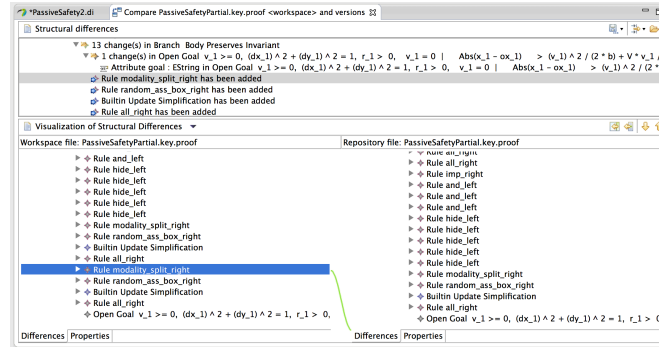 *PassiveSafety2.di
Compare PassiveSafetyPartial.key.proof <workspace> and versions
Structural differences
13 change(s) in Branch Body Preserves Invariant
1 change(s) in Open Goal v_1 >= 0, (dx_1) ^ 2 + (dy_1) ^ 2 = 1, r_1 > 0, v_1 = 0 | Abs(x_1 - ox_1) > (v_1) ^ 2 / (2 * b) + V * v_1 /
Attribute goal : EString in Open Goal v_1 >= 0, (dx_1) ^ 2 + (dy_1) ^ 2 = 1, r_1 > 0, v_1 = 0 | Abs(x_1 - ox_1) > (v_1) ^ 2 / (2 *
Rule modality_split_right has been added
Rule random_ass_box_right has been added
Builtin Update Simplification has been added
Rule all_right has been added
Visualization of Structural Differences
Workspace file: PassiveSafetyPartial.key.proof
Rule and_left
Rule hide_left
Rule hide_left
Rule hide_left
Rule hide_left
Rule hide_left
Rule modality_split_right
Rule random_ass_box_right
Builtin Update Simplification
Rule all_right
Rule modality_split_right
Rule random_ass_box_right
Builtin Update Simplification
Rule all_right
Open Goal v_1 >= 0, (dx_1) ^ 2 + (dy_1) ^ 2 = 1, r_1 > 0,
Repository file: PassiveSafetyPartial.key.proof
Rule all_right
Rule all_right
Rule imp_right
Rule and_left
Rule and_left
Rule and_left
Rule hide_left
Rule hide_left
Rule hide_left
Rule hide_left
Rule hide_left
Rule modality_split_right
Rule random_ass_box_right
Builtin Update Simplification
Rule all_right
Open Goal v_1 >= 0, (dx_1) ^ 2 + (dy_1) ^ 2 = 1, r_1 > 0
Differences Properties
Differences Properties